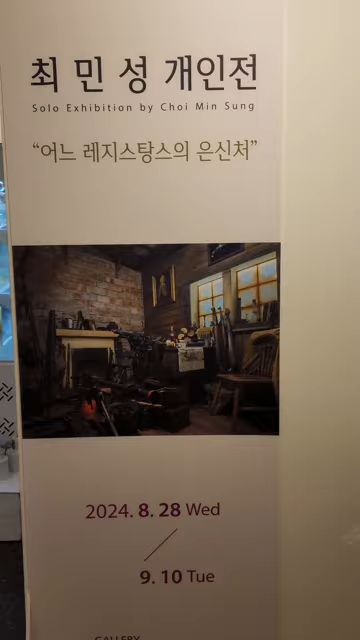 최 민 성 개인전
Solo Exhibition by Choi Min Sung
“어느 레지스탕스의 은신처”
2024. 8. 28 Wed
9. 10 Tue
GALLERY